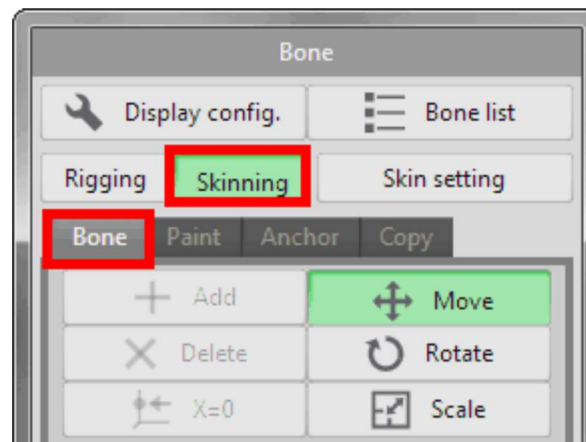 Bone
Display config. Bone list
Rigging Skinning Skin setting
Bone Paint Anchor Copy
Add Move
Delete Rotate
X=0 Scale